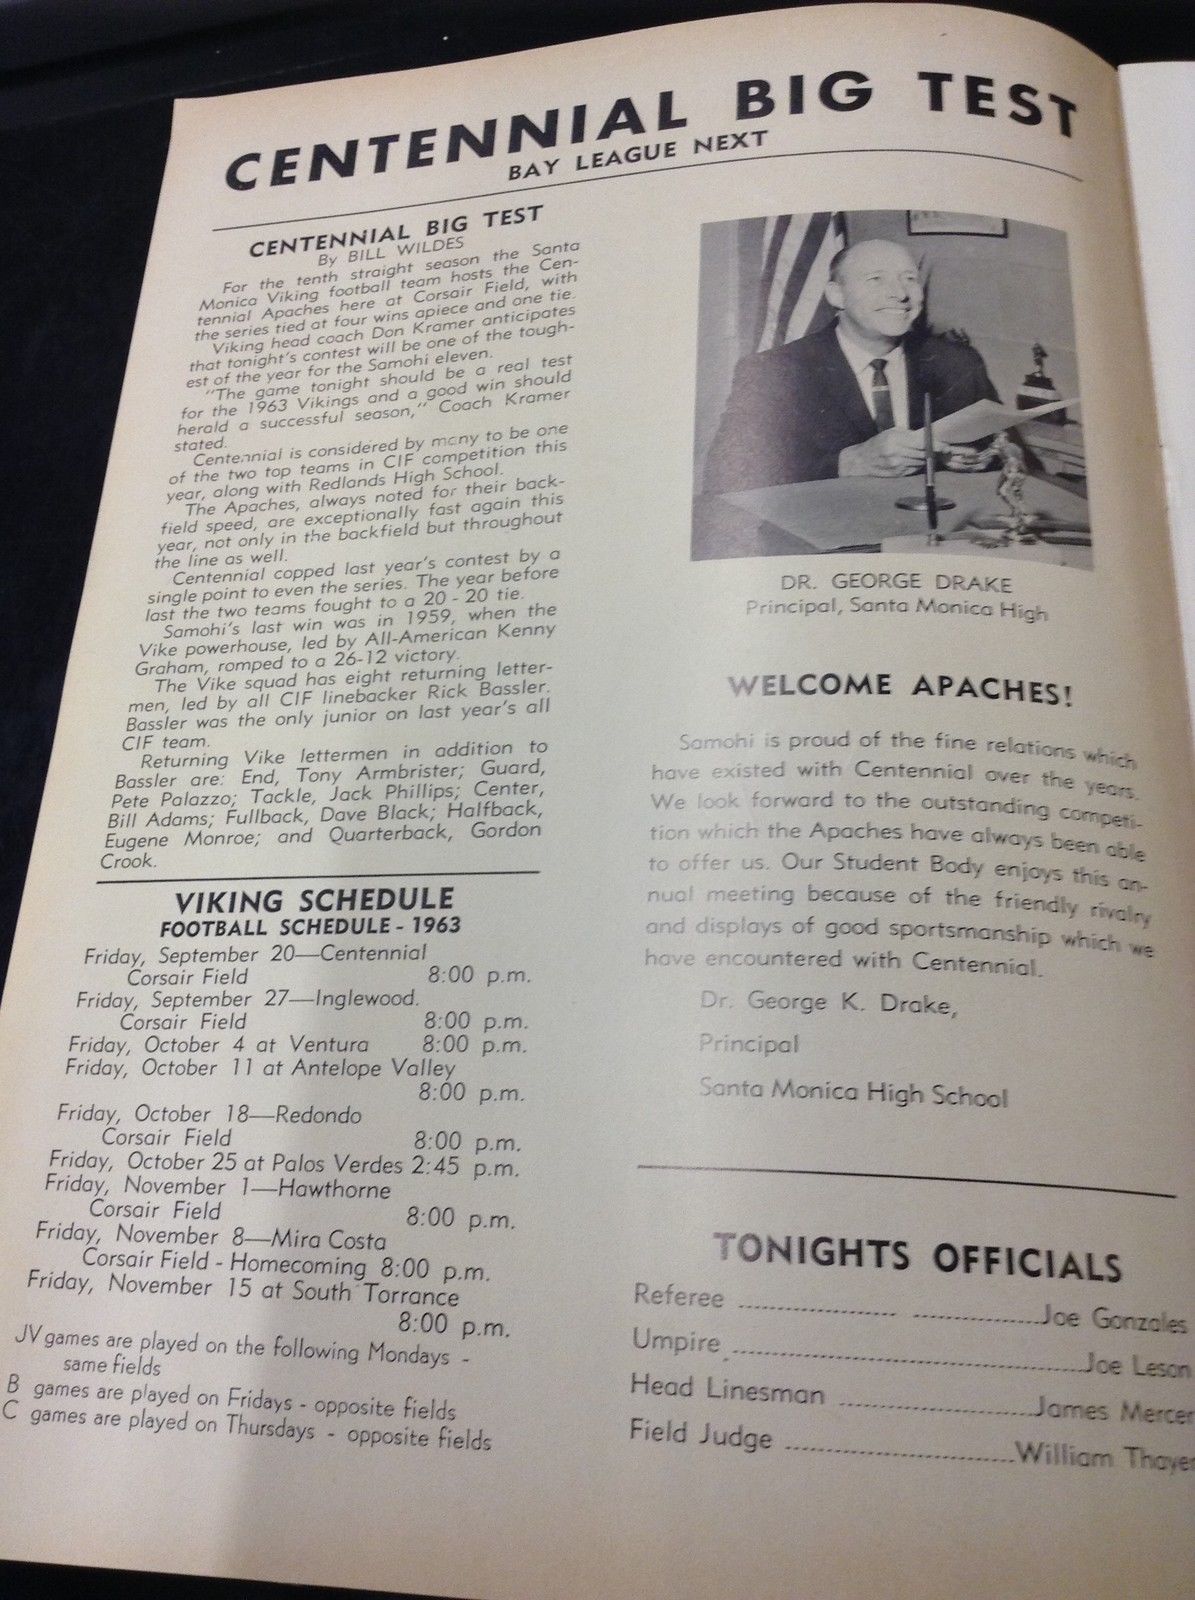 CENTENNIAL BIG TEST
BAY LEAGUE NEXT
CENTENNIAL BIG TEST
By BILL WILDES
For the tenth straight season the Santa
Monica Viking football team hosts the Cen-
tennial Apaches here at Corsair Field, with
the series tied at four wins apiece and one tie.
Viking head coach Don Kramer anticipates
that tonight's contest will be one of the tough-
est of the year for the Samohi eleven.
"The game tonight should be a real test
for the 1963 Vikings and a good win should
herald a successful season," Coach Kramer
stated.
Centennial is considered by many to be one
of the two top teams in CIF competition this
year, along with Redlands High School.
The Apaches, always noted for their back-
field speed, are exceptionally fast again this
year, not only in the backfield but throughout
the line as well.
Centennial copped last year's contest by a
single point to even the series. The year before
last the two teams fought to a 20 - 20 tie.
Samohi's last win was in 1959, when the
Vike powerhouse, led by All-American Kenny
Graham, romped to a 26-12 victory.
The Vike squad has eight returning letter-
men, led by all CIF linebacker Rick Bassler.
Bassler was the only junior on last year's all
CIF team.
Returning Vike lettermen in addition to
Bassler are: End, Tony Armbrister; Guard,
Pete Palazzo; Tackle, Jack Phillips; Center,
Bill Adams; Fullback, Dave Black; Halfback,
Eugene Monroe; and Quarterback, Gordon
Crook.
VIKING SCHEDULE
FOOTBALL SCHEDULE - 1963
Friday, September 20—Centennial
Corsair Field 8:00 p.m.
Friday, September 27—Inglewood.
Corsair Field 8:00 p.m.
Friday, October 4 at Ventura 8:00 p.m.
Friday, October 11 at Antelope Valley
8:00 p.m.
Friday, October 18—Redondo
Corsair Field 8:00 p.m.
Friday, October 25 at Palos Verdes 2:45 p.m.
Friday, November 1—Hawthorne
Corsair Field 8:00 p.m.
Friday, November 8—Mira Costa
Corsair Field - Homecoming 8:00 p.m.
Friday, November 15 at South Torrance
8:00 p.m.
JV games are played on the following Mondays -
same fields
B games are played on Fridays - opposite fields
C games are played on Thursdays - opposite fields
DR. GEORGE DRAKE
Principal, Santa Monica High
WELCOME APACHES!
Samohi is proud of the fine relations which
have existed with Centennial over the years.
We look forward to the outstanding competi-
tion which the Apaches have always been able
to offer us. Our Student Body enjoys this an-
nual meeting because of the friendly rivalry
and displays of good sportsmanship which we
have encountered with Centennial.
Dr. George K. Drake,
Principal
Santa Monica High School
TONIGHTS OFFICIALS
Referee ........ Joe Gonzales
Umpire ........ Joe Leson
Head Linesman ........ James Mercer
Field Judge ........ William Thayer